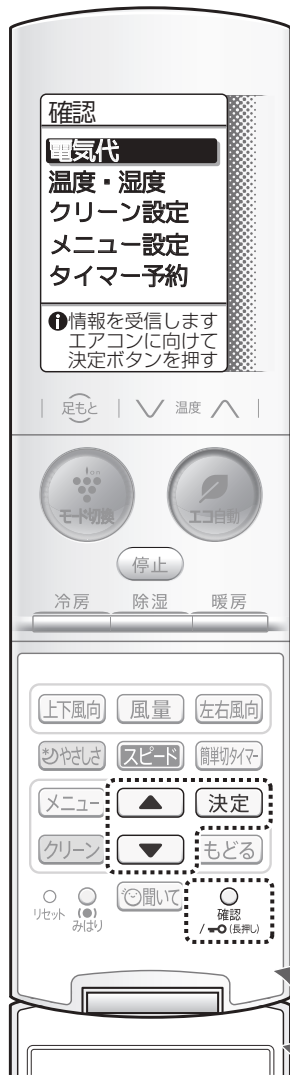 確認
電気代
温度・湿度
クリーン設定
メニュー設定
タイマー予約
情報を受信します
エアコンに向けて
決定ボタンを押す
足もと 温度
ion
モード切換 エコ自動
停止
冷房 除湿 暖房
上下風向 風量 左右風向
やさしさ スピード 簡単切タイマー
メニュー ▲ 決定
クリーン ▼ もどる
聞いて
リセット みはり 確認
/ (長押し)